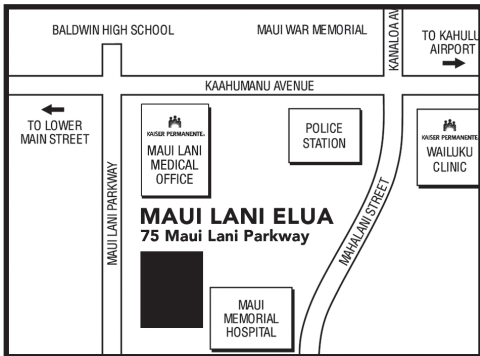 BALDWIN HIGH SCHOOL
MAUI WAR MEMORIAL
KANALOA AV
TO KAHULU
AIRPORT
KAAHUMANU AVENUE
TO LOWER
MAIN STREET
KAISER PERMANENTE.
MAUI LANI
MEDICAL
OFFICE
POLICE
STATION
KAISER PERMANENTE.
WAILUKU
CLINIC
MAUI LANI PARKWAY
MAHALANI STREET
MAUI LANI ELUA
75 Maui Lani Parkway
MAUI
MEMORIAL
HOSPITAL